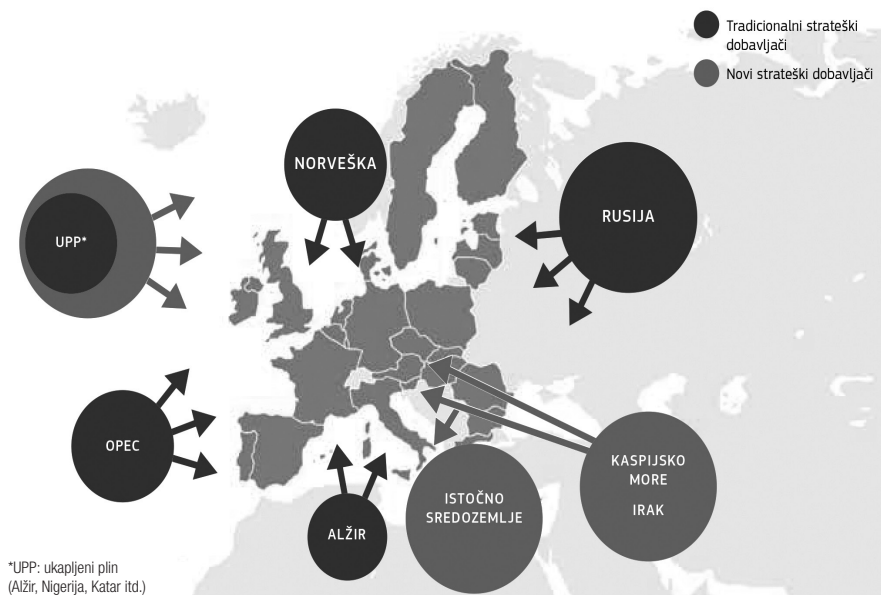 Tradicionalni strateški
dobavljači
Novi strateški dobavljači
NORVEŠKA
RUSIJA
UPP*
OPEC
ALŽIR
ISTOČNO
SREDOZEMLJE
KASPIJSKO
MORE
IRAK
*UPP: ukapljeni plin
(Alžir, Nigerija, Katar itd.)